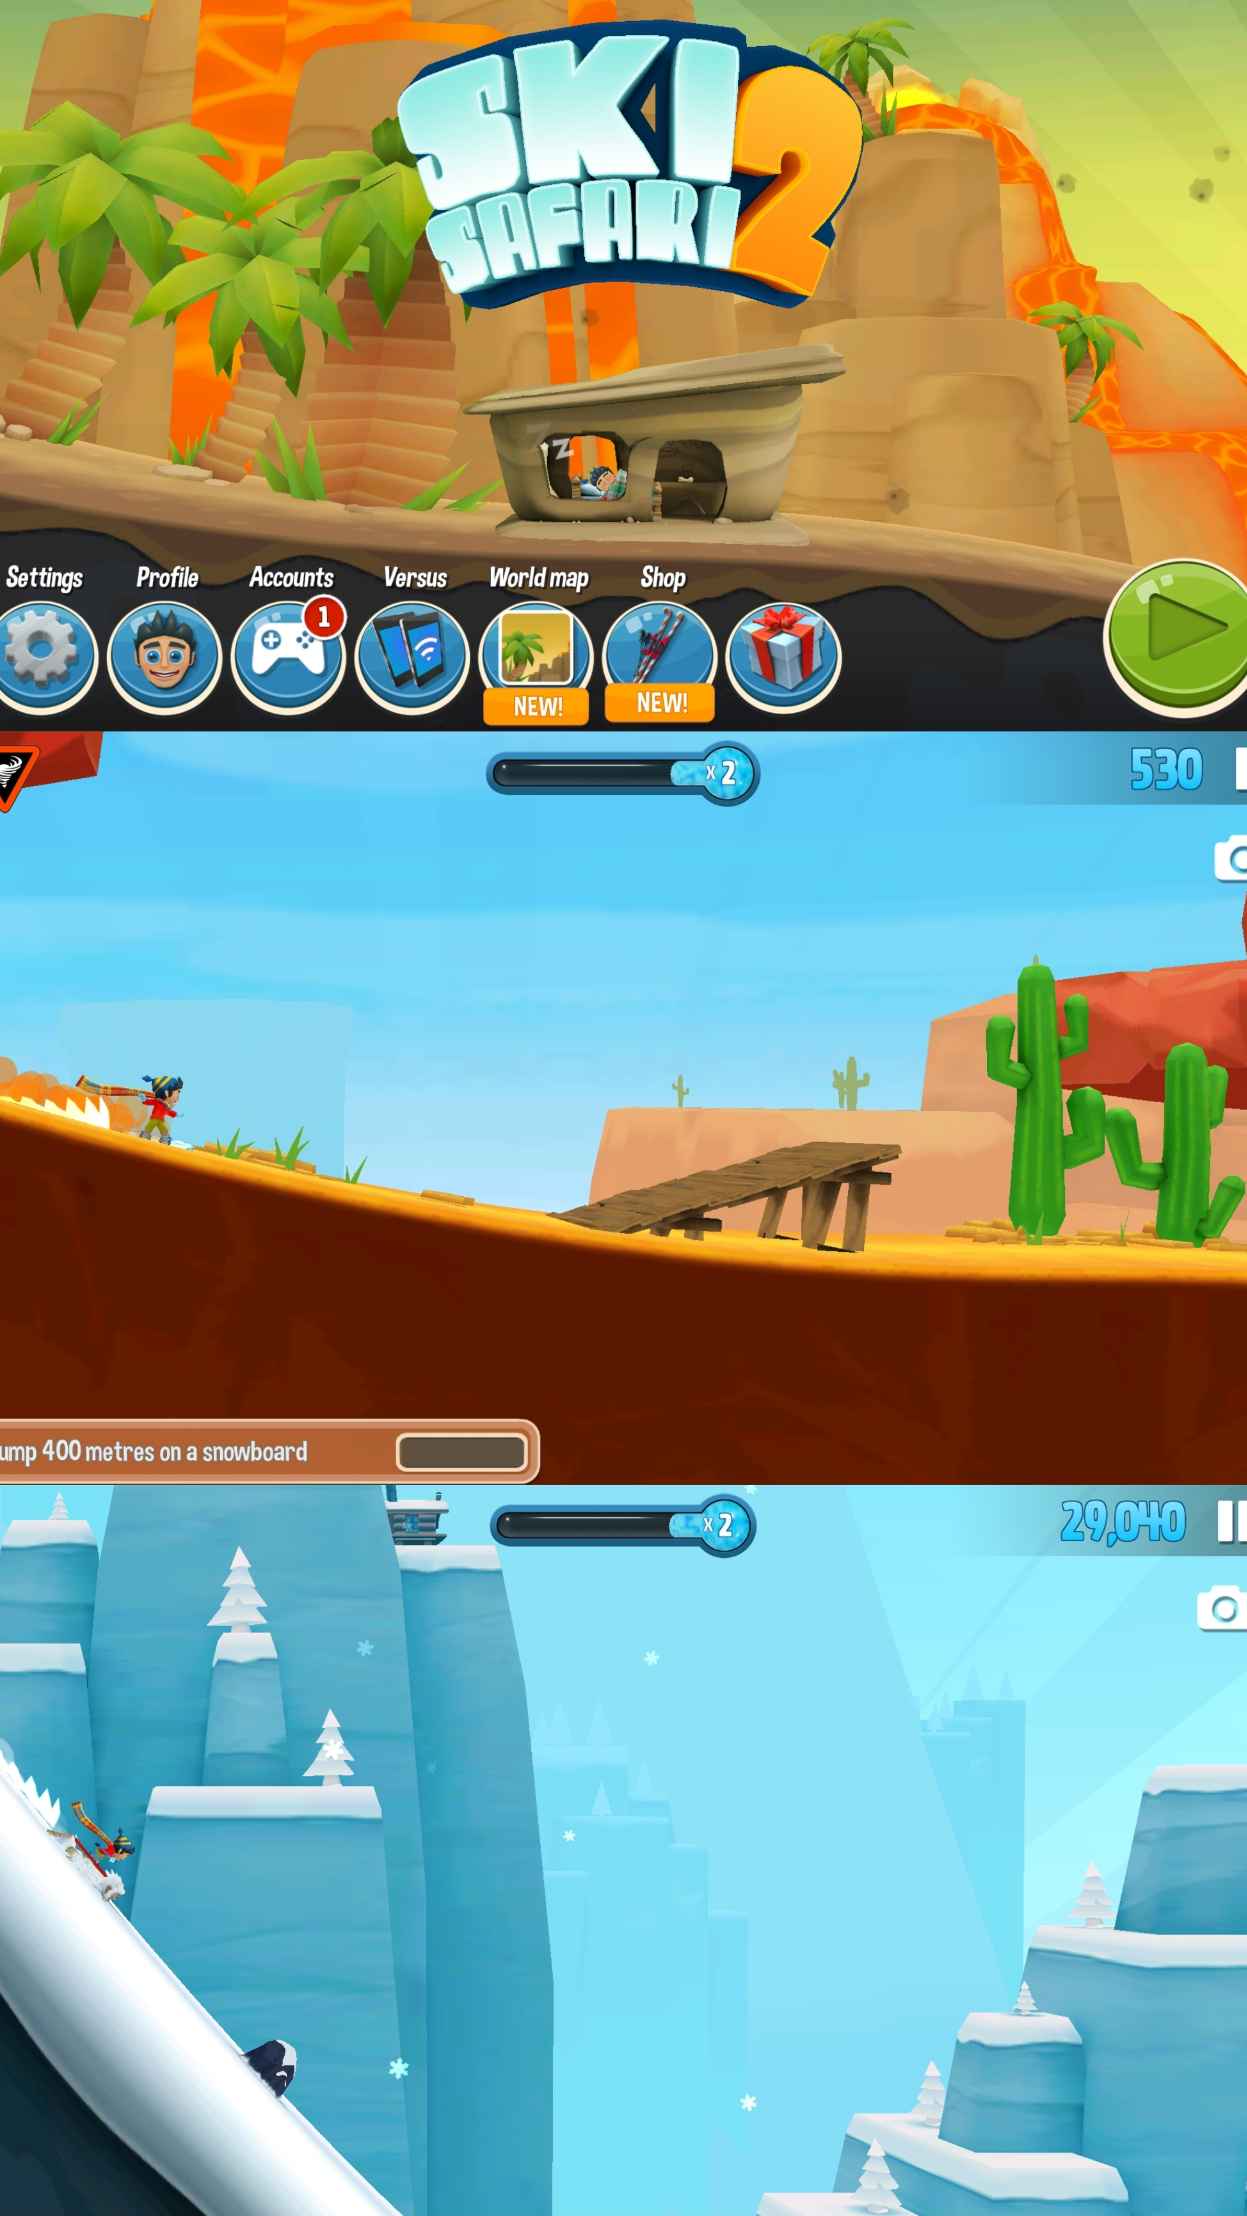 SKI
SAFARI 2
Z
Settings
Profile
Accounts
Versus
World map
Shop
1
NEW!
NEW!
x2
530
ump 400 metres on a snowboard
x2
29,040